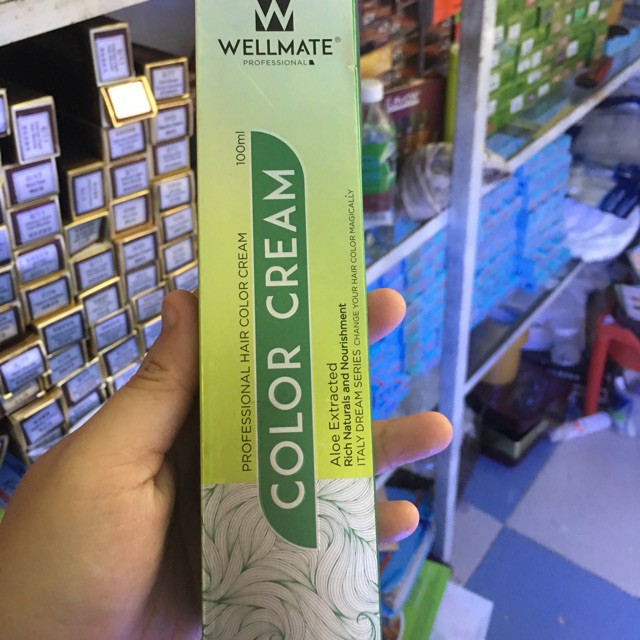 WELLMATE®
PROFESSIONAL
100ml
PROFESSIONAL HAIR COLOR CREAM
COLOR CREAM
Aloe Extracted
Rich Naturals and Nourishment
ITALY DREAM SERIES CHANGE YOUR HAIR COLOR MAGICALLY